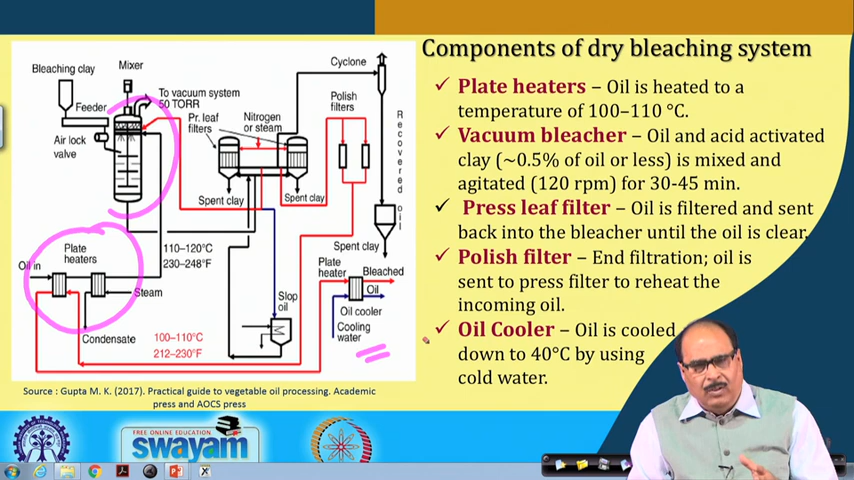 Components of dry bleaching system
Bleaching clay
Mixer
Feeder
Air lock
valve
To vacuum system
50 TORR
Pr. leaf
filters
Nitrogen
or steam
Cyclone
Polish
filters
Recovered oil
Spent clay
Spent clay
Spent clay
Oil in
Plate
heaters
110–120°C
230–248°F
Steam
Condensate
100–110°C
212–230°F
Slop
oil
Plate
heater
Bleached
Oil
Oil cooler
Cooling
water
Source : Gupta M. K. (2017). Practical guide to vegetable oil processing. Academic
press and AOCS press
✓ Plate heaters – Oil is heated to a
temperature of 100–110 °C.
✓ Vacuum bleacher – Oil and acid activated
clay (~0.5% of oil or less) is mixed and
agitated (120 rpm) for 30-45 min.
✓ Press leaf filter – Oil is filtered and sent
back into the bleacher until the oil is clear.
✓ Polish filter – End filtration; oil is
sent to press filter to reheat the
incoming oil.
✓ Oil Cooler – Oil is cooled
down to 40°C by using
cold water.
FREE ONLINE EDUCATION
swayam